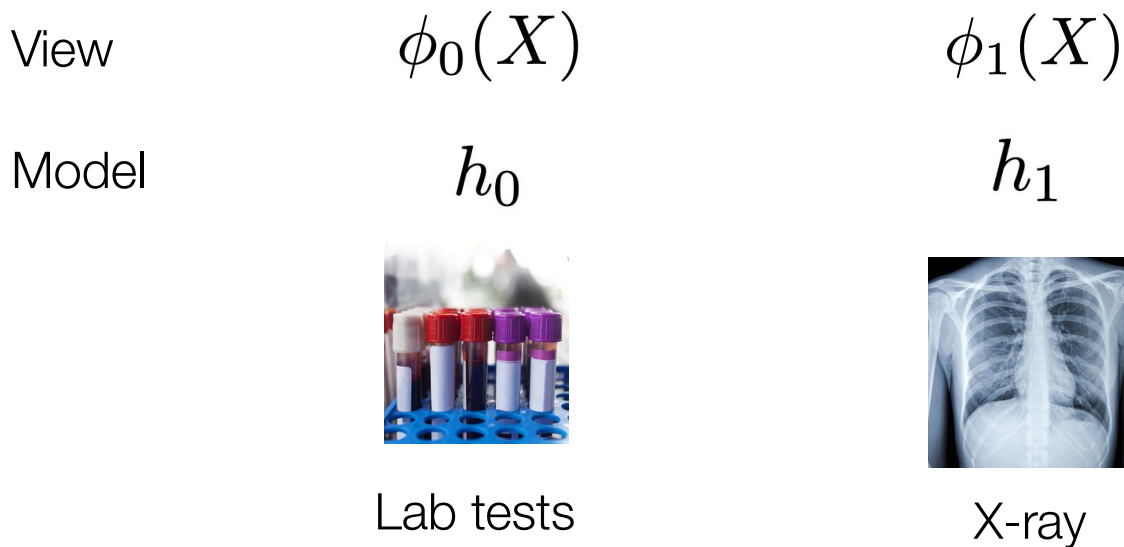 View ϕ₀(X) ϕ₁(X)
Model h₀ h₁
Lab tests X-ray